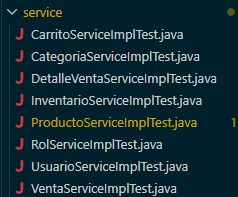 service
CarritoServiceImplTest.java
CategoriaServiceImplTest.java
DetalleVentaServiceImplTest.java
InventarioServiceImplTest.java
ProductoServiceImplTest.java 1
RolServiceImplTest.java
UsuarioServiceImplTest.java
VentaServiceImplTest.java